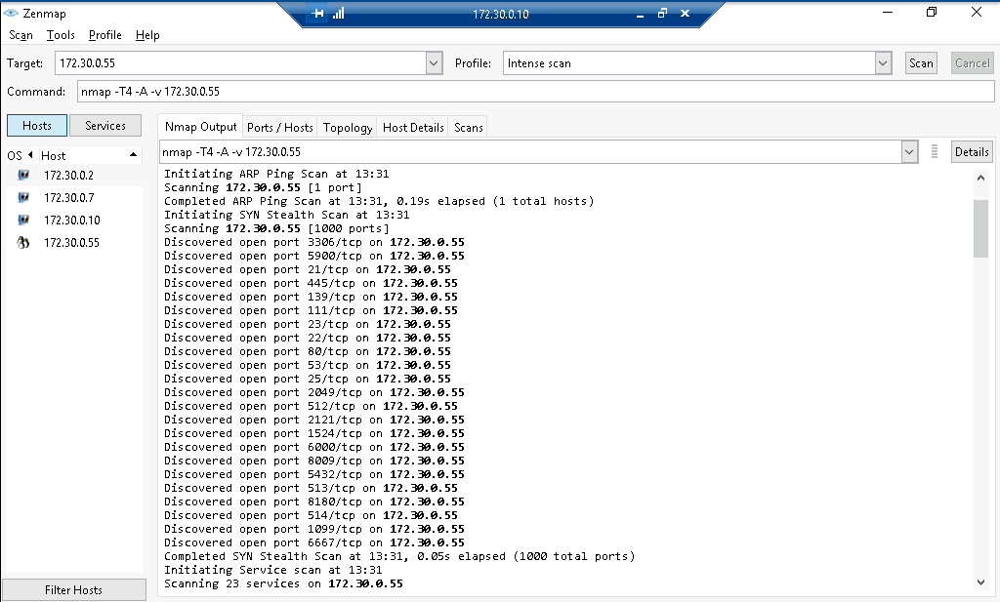 Zenmap
172.30.0.10
Scan Tools Profile Help
Target: 172.30.0.55 Profile: Intense scan Scan Cancel
Command: nmap -T4 -A -v 172.30.0.55
Hosts Services
Nmap Output Ports / Hosts Topology Host Details Scans
OS Host
172.30.0.2
172.30.0.7
172.30.0.10
172.30.0.55
Filter Hosts
nmap -T4 -A -v 172.30.0.55 Details
Initiating ARP Ping Scan at 13:31
Scanning 172.30.0.55 [1 port]
Completed ARP Ping Scan at 13:31, 0.19s elapsed (1 total hosts)
Initiating SYN Stealth Scan at 13:31
Scanning 172.30.0.55 [1000 ports]
Discovered open port 3306/tcp on 172.30.0.55
Discovered open port 5900/tcp on 172.30.0.55
Discovered open port 21/tcp on 172.30.0.55
Discovered open port 445/tcp on 172.30.0.55
Discovered open port 139/tcp on 172.30.0.55
Discovered open port 111/tcp on 172.30.0.55
Discovered open port 23/tcp on 172.30.0.55
Discovered open port 22/tcp on 172.30.0.55
Discovered open port 80/tcp on 172.30.0.55
Discovered open port 53/tcp on 172.30.0.55
Discovered open port 25/tcp on 172.30.0.55
Discovered open port 2049/tcp on 172.30.0.55
Discovered open port 512/tcp on 172.30.0.55
Discovered open port 2121/tcp on 172.30.0.55
Discovered open port 1524/tcp on 172.30.0.55
Discovered open port 6000/tcp on 172.30.0.55
Discovered open port 8009/tcp on 172.30.0.55
Discovered open port 5432/tcp on 172.30.0.55
Discovered open port 513/tcp on 172.30.0.55
Discovered open port 8180/tcp on 172.30.0.55
Discovered open port 514/tcp on 172.30.0.55
Discovered open port 1099/tcp on 172.30.0.55
Discovered open port 6667/tcp on 172.30.0.55
Completed SYN Stealth Scan at 13:31, 0.05s elapsed (1000 total ports)
Initiating Service scan at 13:31
Scanning 23 services on 172.30.0.55